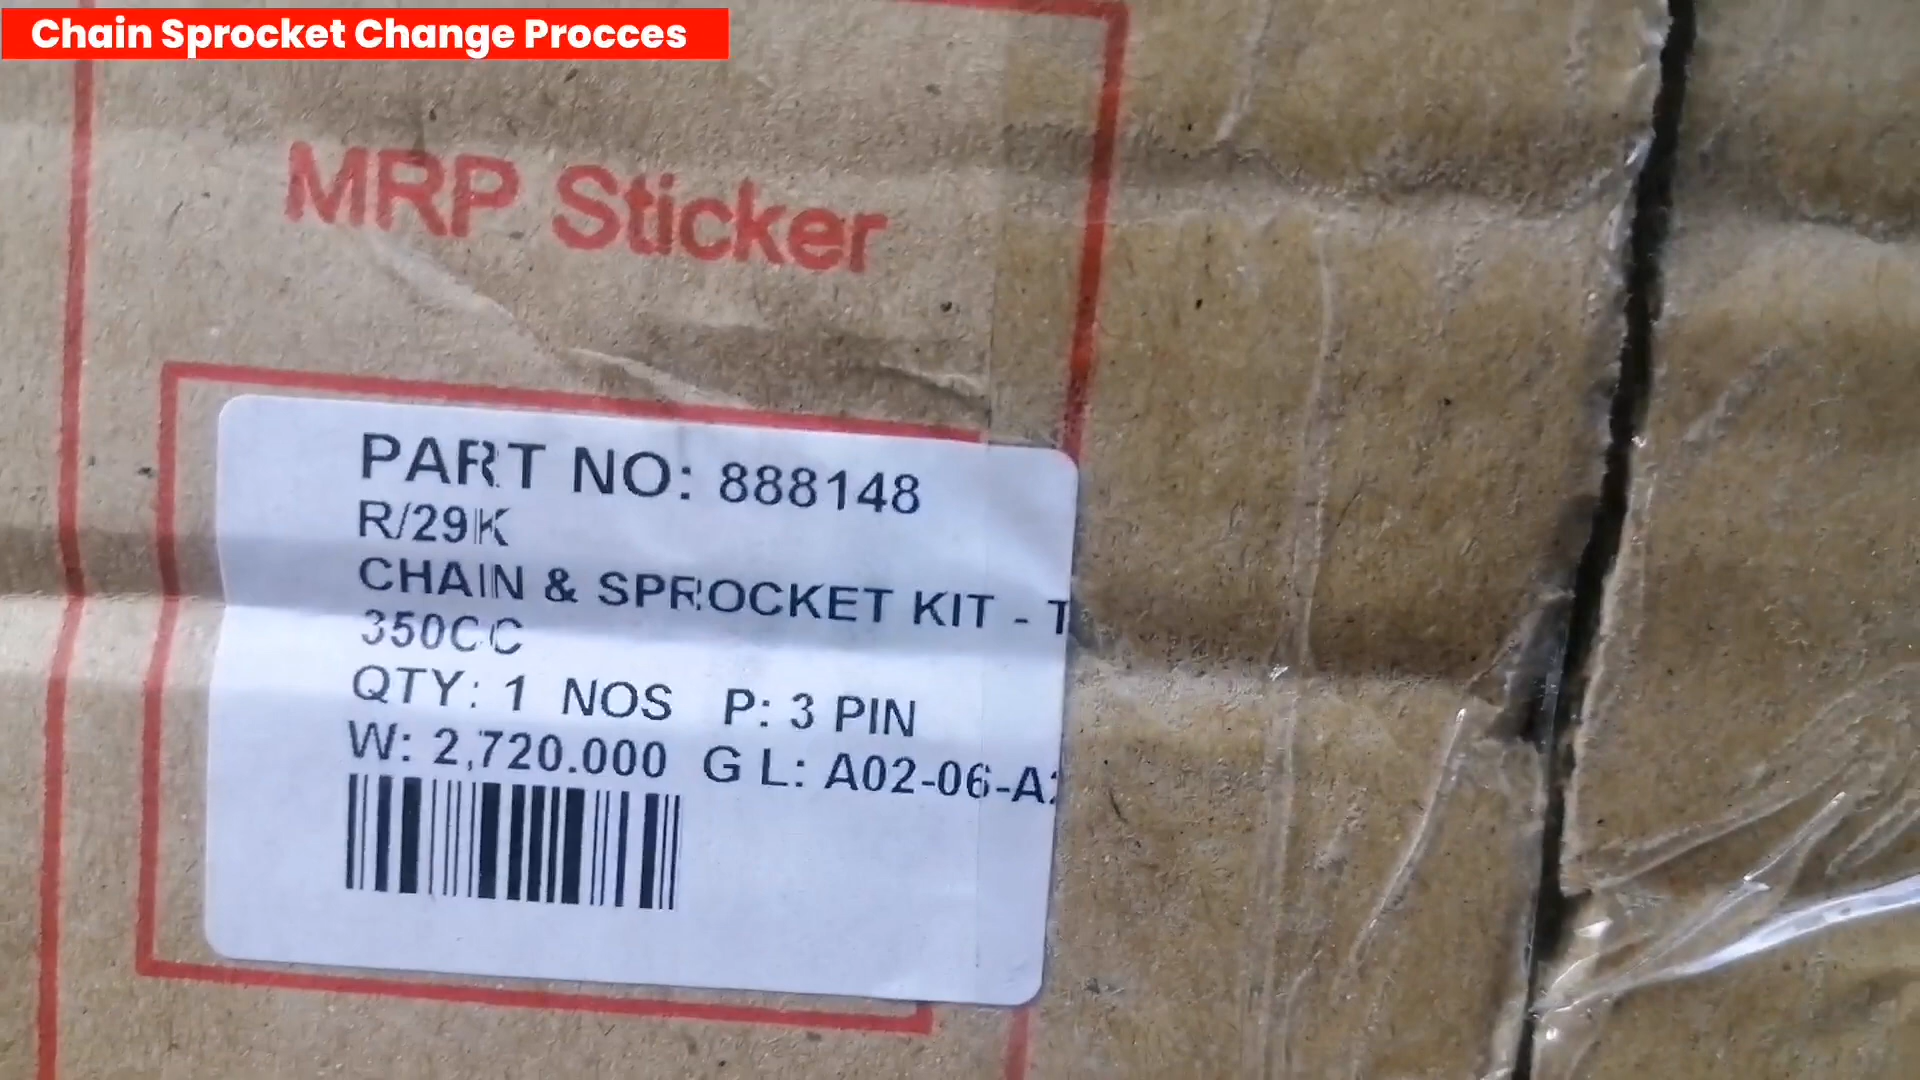 Chain Sprocket Change Procces
MRP Sticker
PART NO: 888148
R/29K
CHAIN & SPROCKET KIT - T
350CC
QTY: 1 NOS P: 3 PIN
W: 2,720.000 G L: A02-06-A